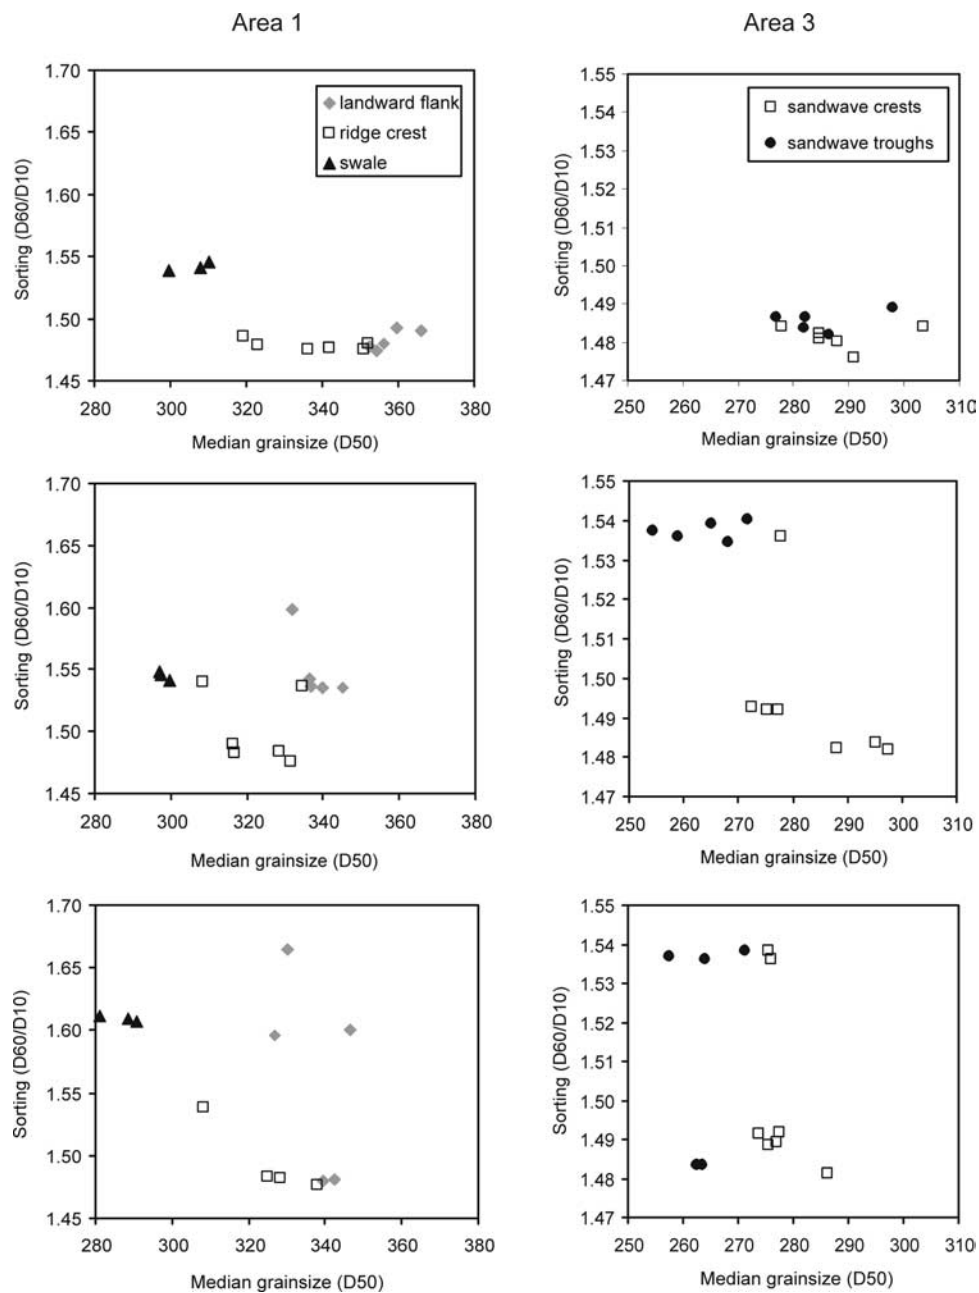 Area 1
Area 3
1.70
1.65
1.60
1.55
1.50
1.45
Sorting (D60/D10)
landward flank
ridge crest
swale
280 300 320 340 360 380
Median grainsize (D50)
1.55
1.54
1.53
1.52
1.51
1.50
1.49
1.48
1.47
Sorting (D60/D10)
sandwave crests
sandwave troughs
250 260 270 280 290 300 310
Median grainsize (D50)
1.70
1.65
1.60
1.55
1.50
1.45
Sorting (D60/D10)
280 300 320 340 360 380
Median grainsize (D50)
1.55
1.54
1.53
1.52
1.51
1.50
1.49
1.48
1.47
Sorting (D60/D10)
250 260 270 280 290 300 310
Median grainsize (D50)
1.70
1.65
1.60
1.55
1.50
1.45
Sorting (D60/D10)
280 300 320 340 360 380
Median grainsize (D50)
1.55
1.54
1.53
1.52
1.51
1.50
1.49
1.48
1.47
Sorting (D60/D10)
250 260 270 280 290 300 310
Median grainsize (D50)